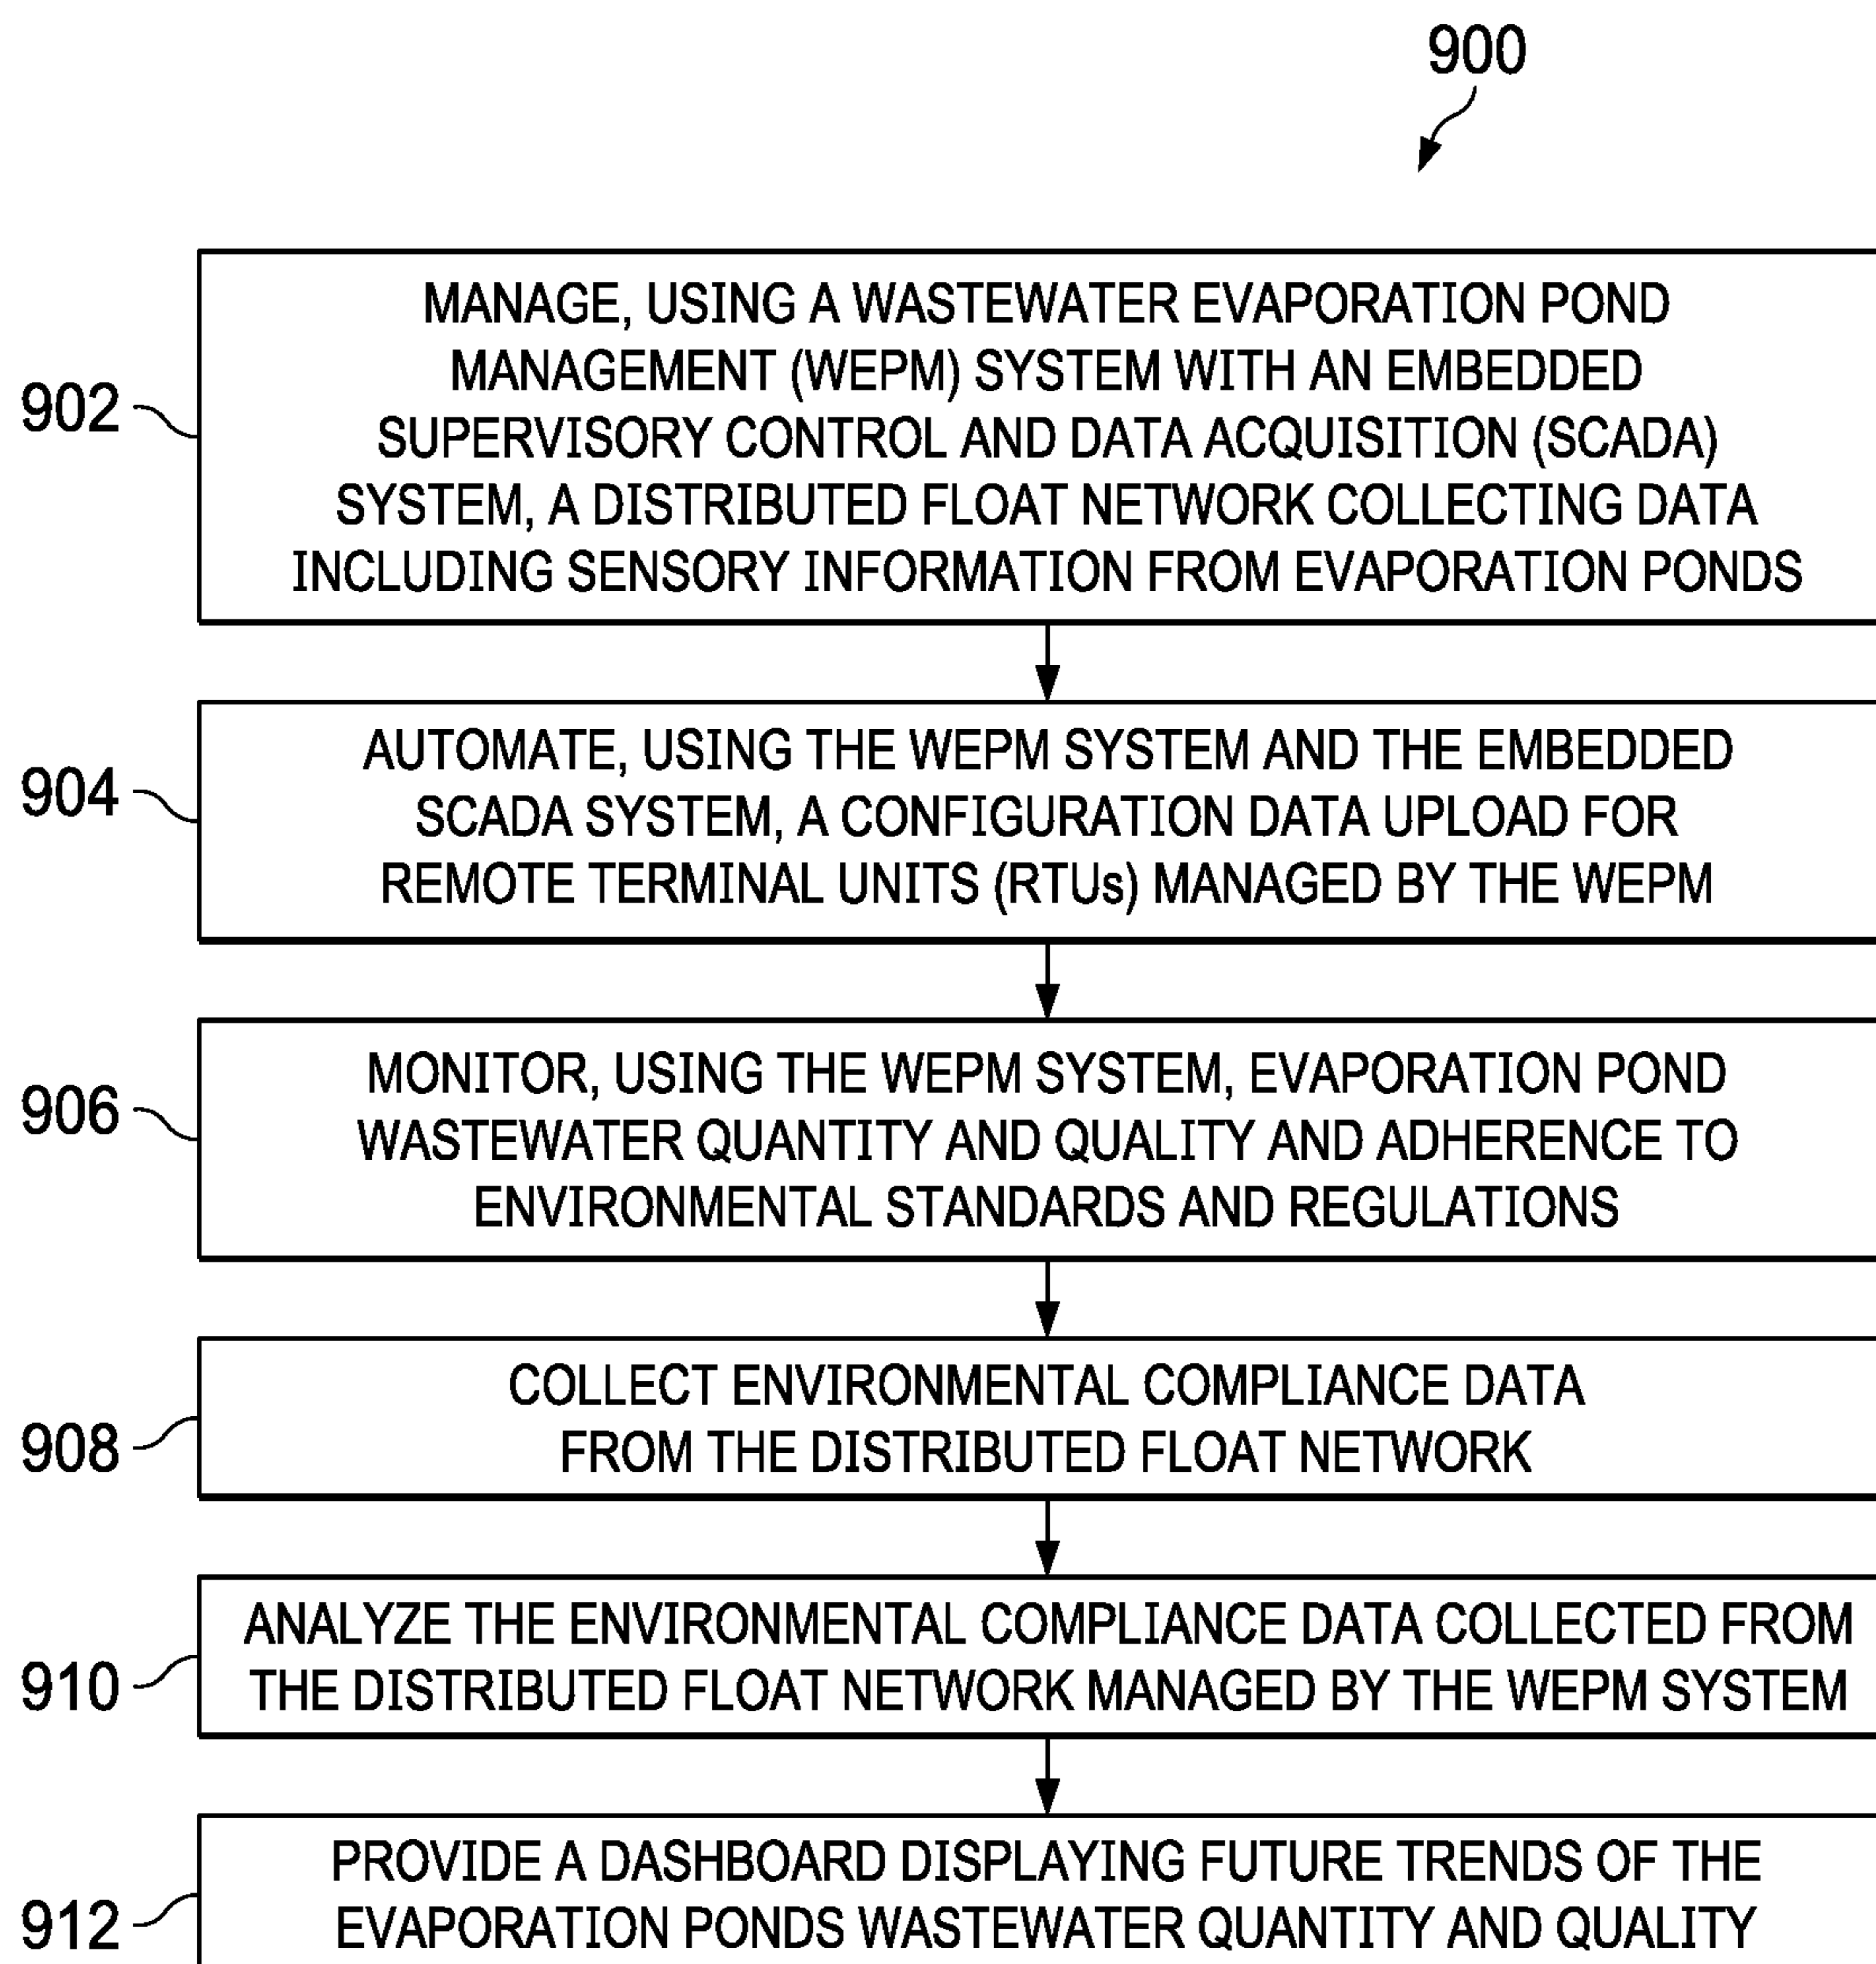 900
902
MANAGE, USING A WASTEWATER EVAPORATION POND
MANAGEMENT (WEPM) SYSTEM WITH AN EMBEDDED
SUPERVISORY CONTROL AND DATA ACQUISITION (SCADA)
SYSTEM, A DISTRIBUTED FLOAT NETWORK COLLECTING DATA
INCLUDING SENSORY INFORMATION FROM EVAPORATION PONDS
904
AUTOMATE, USING THE WEPM SYSTEM AND THE EMBEDDED
SCADA SYSTEM, A CONFIGURATION DATA UPLOAD FOR
REMOTE TERMINAL UNITS (RTUs) MANAGED BY THE WEPM
906
MONITOR, USING THE WEPM SYSTEM, EVAPORATION POND
WASTEWATER QUANTITY AND QUALITY AND ADHERENCE TO
ENVIRONMENTAL STANDARDS AND REGULATIONS
908
COLLECT ENVIRONMENTAL COMPLIANCE DATA
FROM THE DISTRIBUTED FLOAT NETWORK
910
ANALYZE THE ENVIRONMENTAL COMPLIANCE DATA COLLECTED FROM
THE DISTRIBUTED FLOAT NETWORK MANAGED BY THE WEPM SYSTEM
912
PROVIDE A DASHBOARD DISPLAYING FUTURE TRENDS OF THE
EVAPORATION PONDS WASTEWATER QUANTITY AND QUALITY